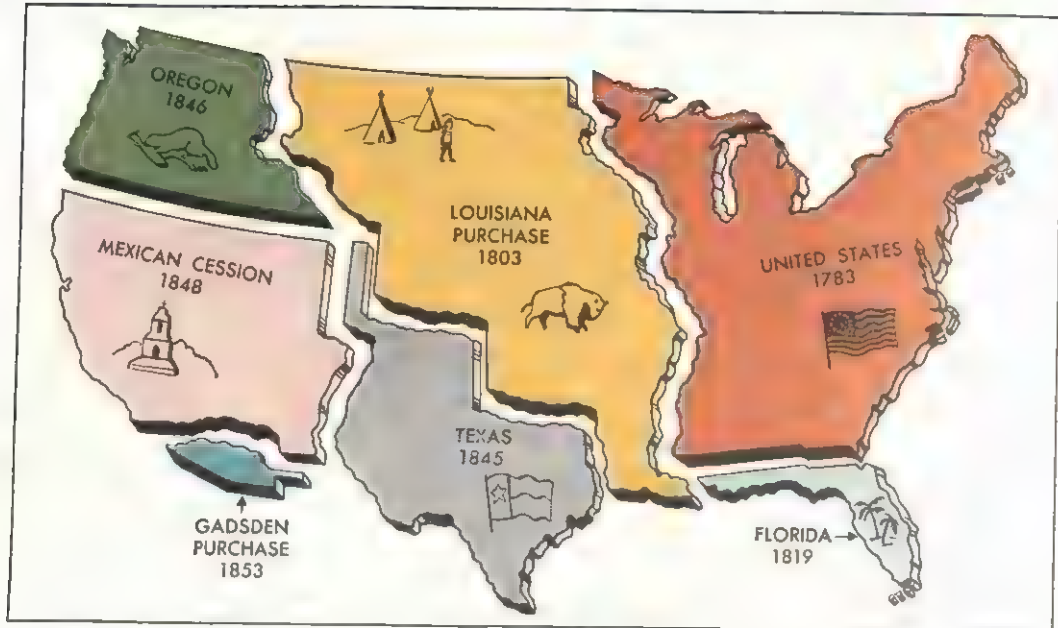 OREGON
1846
LOUISIANA
PURCHASE
1803
UNITED STATES
1783
MEXICAN CESSION
1848
TEXAS
1845
GADSDEN
PURCHASE
1853
FLORIDA
1819